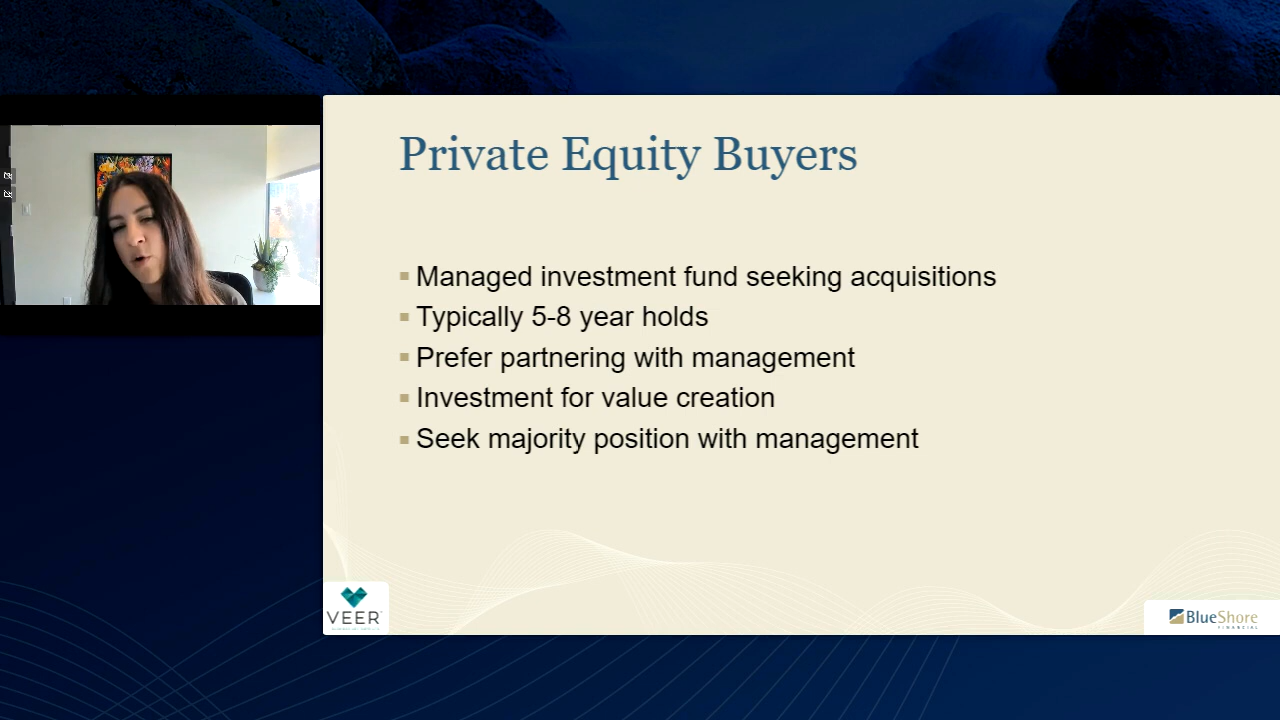 Private Equity Buyers
Managed investment fund seeking acquisitions
Typically 5-8 year holds
Prefer partnering with management
Investment for value creation
Seek majority position with management
VEER
BlueShore
FINANCIAL